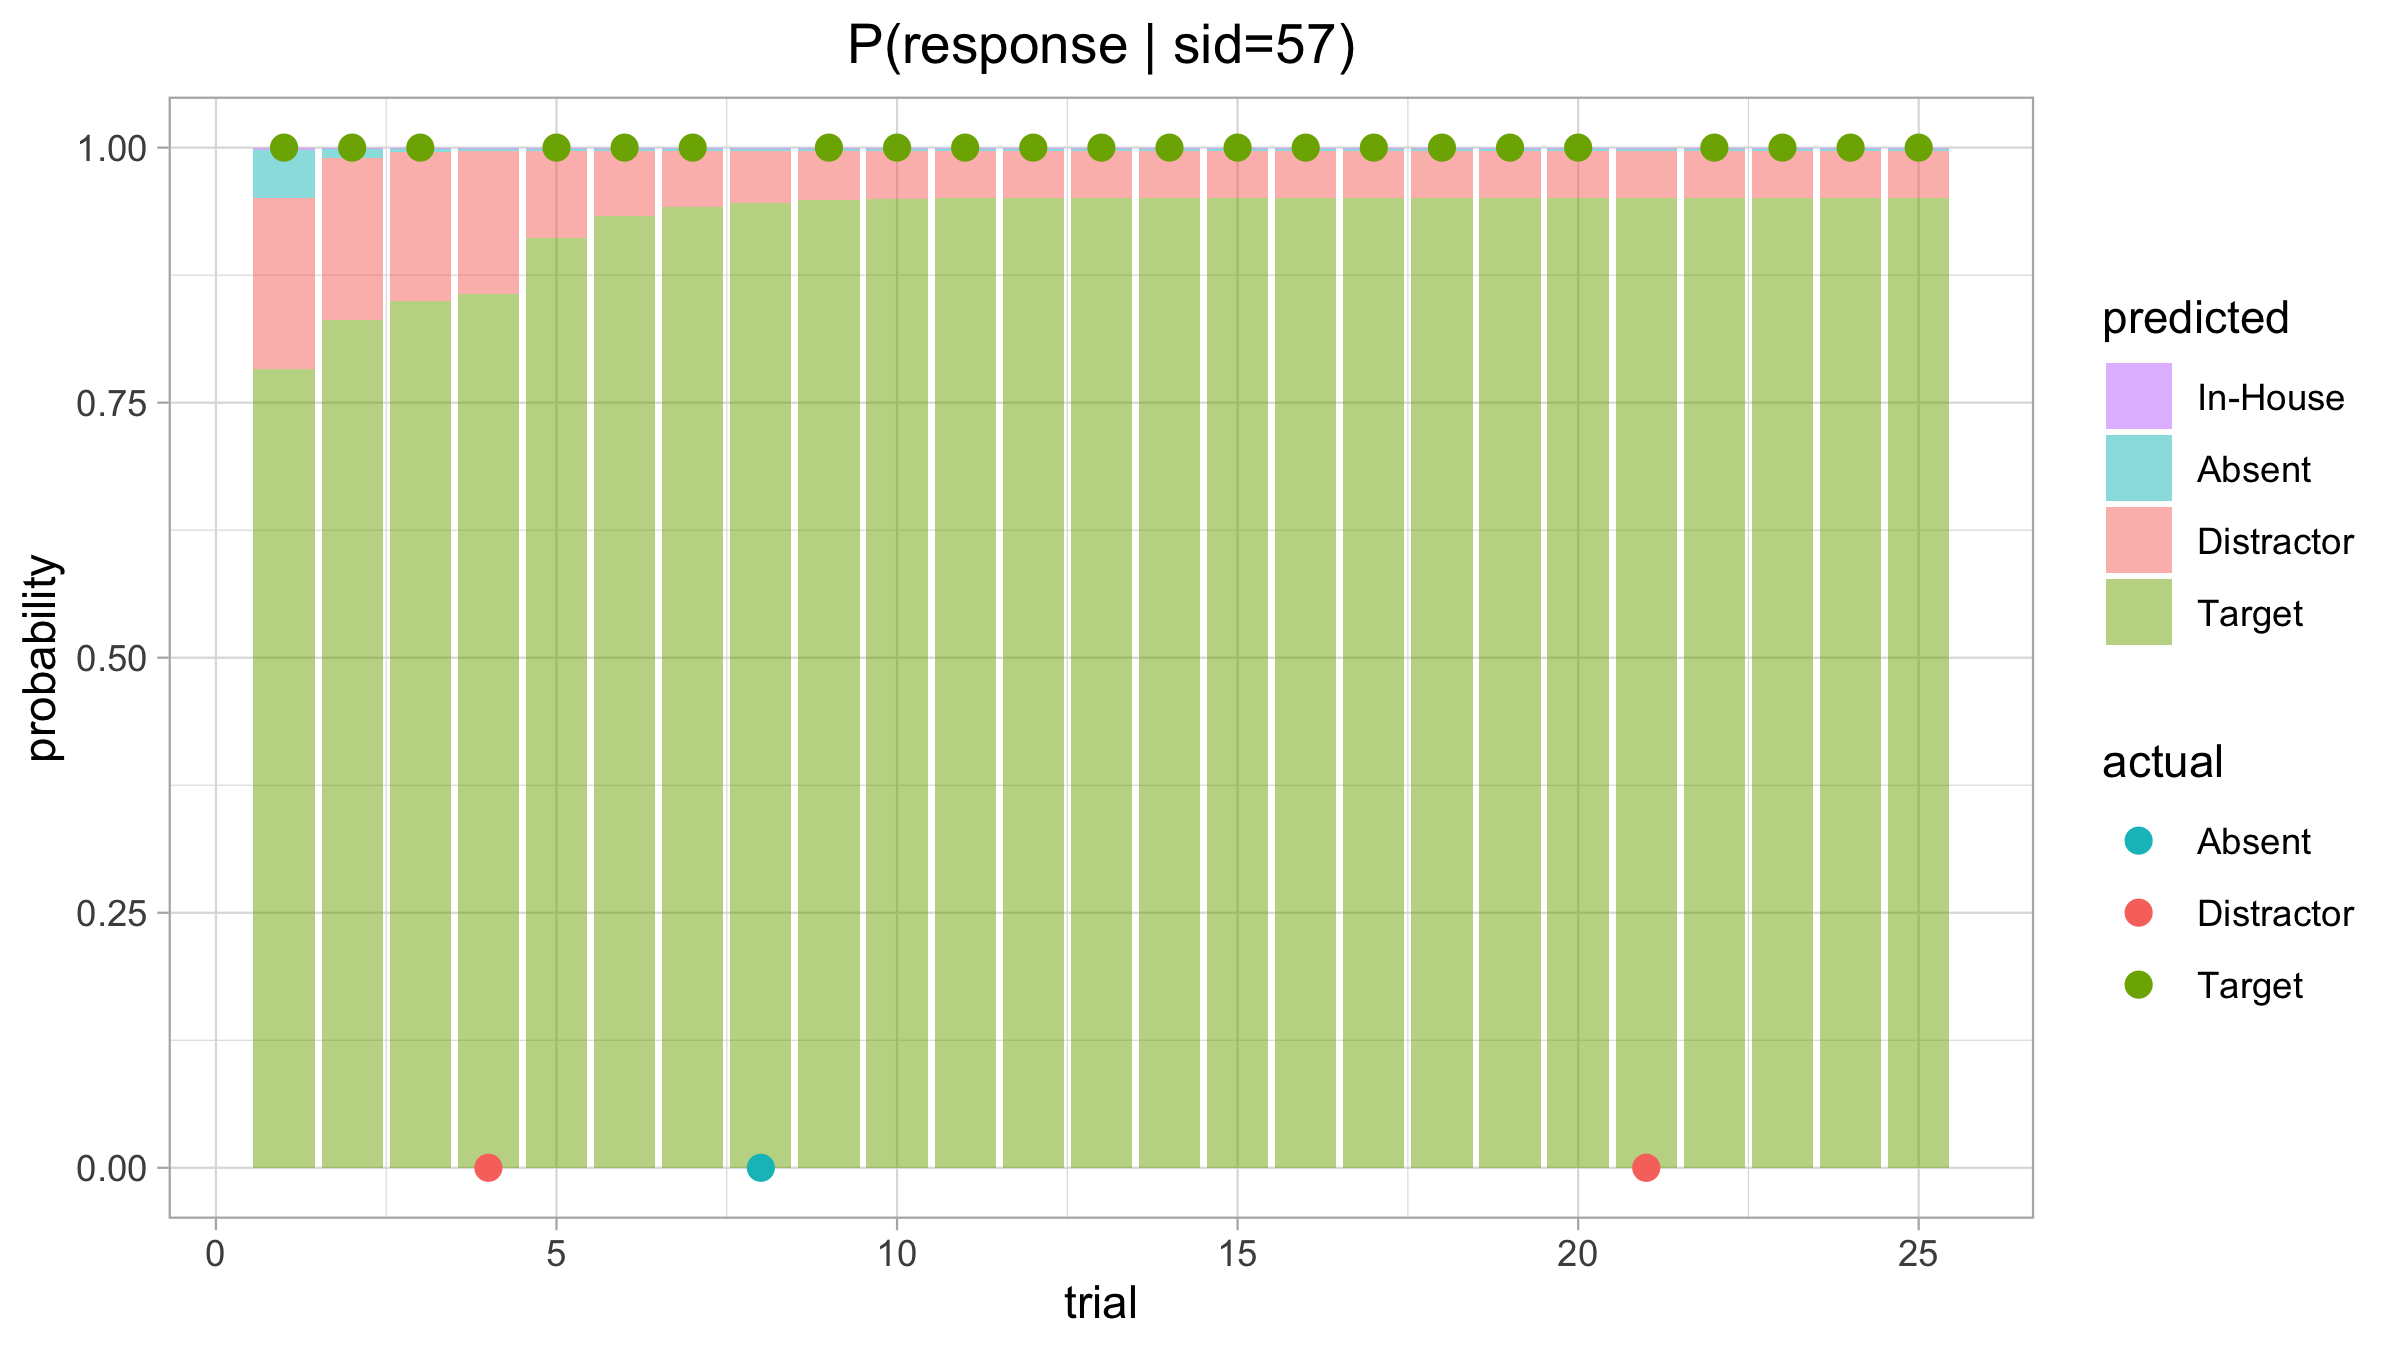 P(response | sid=57)
probability
1.00
0.75
0.50
0.25
0.00
0 5 10 15 20 25
trial
predicted
In-House
Absent
Distractor
Target
actual
Absent
Distractor
Target